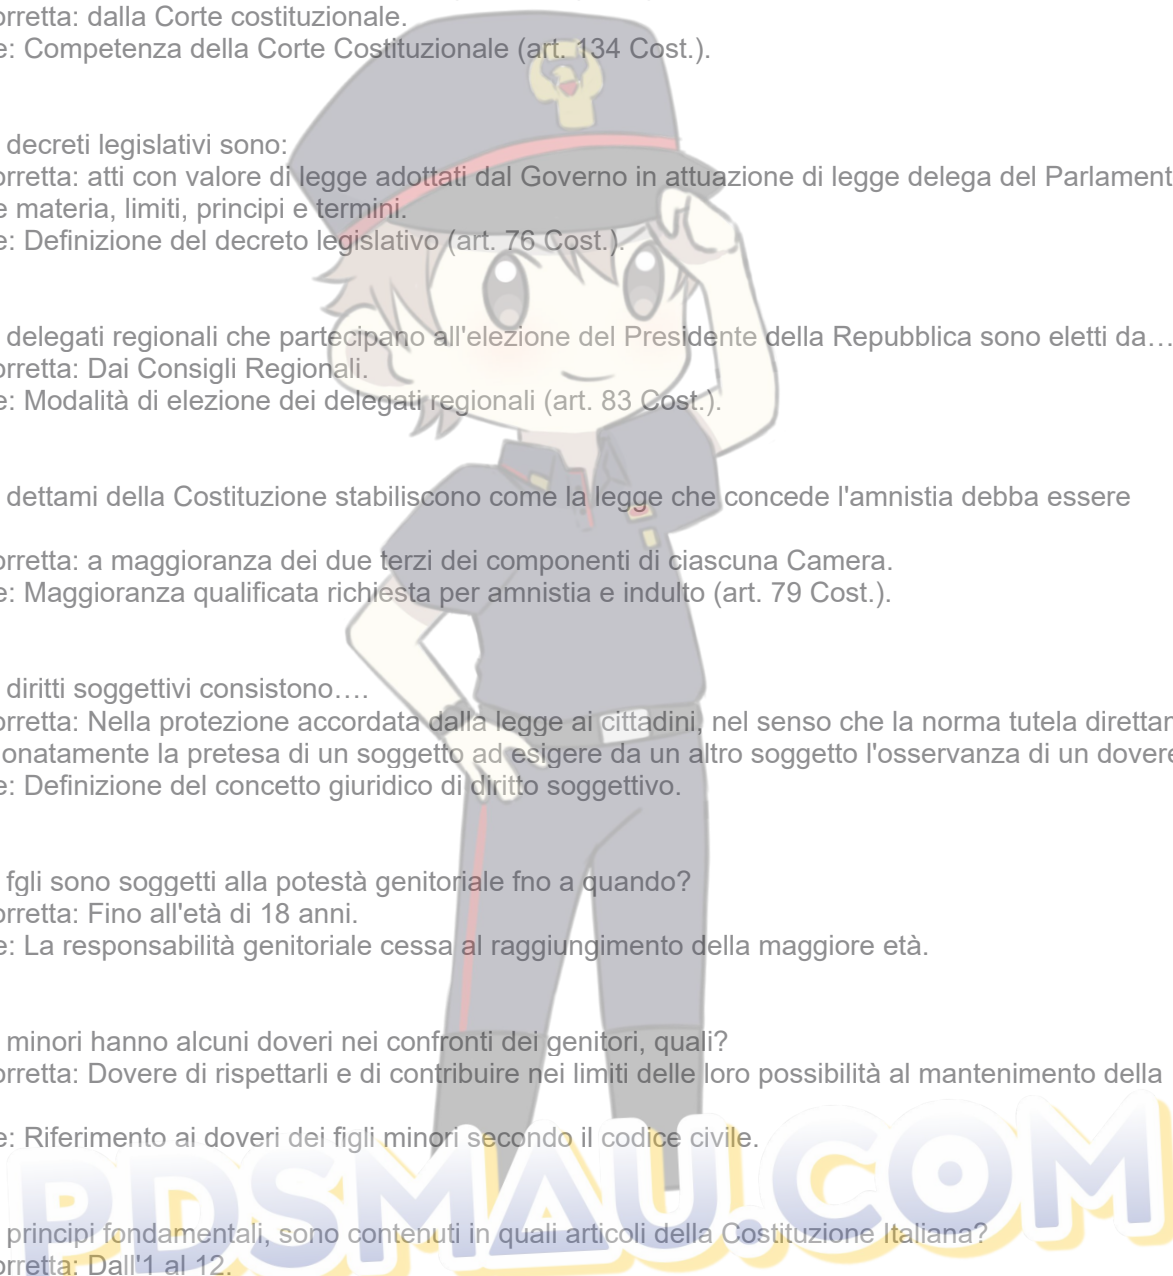 orretta: dalla Corte costituzionale.
e: Competenza della Corte Costituzionale (art. 134 Cost.).
decreti legislativi sono:
orretta: atti con valore di legge adottati dal Governo in attuazione di legge delega del Parlament
e materia, limiti, principi e termini.
e: Definizione del decreto legislativo (art. 76 Cost.).
delegati regionali che partecipano all'elezione del Presidente della Repubblica sono eletti da…
orretta: Dai Consigli Regionali.
e: Modalità di elezione dei delegati regionali (art. 83 Cost.).
dettami della Costituzione stabiliscono come la legge che concede l'amnistia debba essere
orretta: a maggioranza dei due terzi dei componenti di ciascuna Camera.
e: Maggioranza qualificata richiesta per amnistia e indulto (art. 79 Cost.).
diritti soggettivi consistono….
orretta: Nella protezione accordata dalla legge ai cittadini, nel senso che la norma tutela direttar
onatamente la pretesa di un soggetto ad esigere da un altro soggetto l'osservanza di un dovere
e: Definizione del concetto giuridico di diritto soggettivo.
fgli sono soggetti alla potestà genitoriale fno a quando?
orretta: Fino all'età di 18 anni.
e: La responsabilità genitoriale cessa al raggiungimento della maggiore età.
minori hanno alcuni doveri nei confronti dei genitori, quali?
orretta: Dovere di rispettarli e di contribuire nei limiti delle loro possibilità al mantenimento della
e: Riferimento ai doveri dei figli minori secondo il codice civile.
PDSMAU.COM
principi fondamentali, sono contenuti in quali articoli della Costituzione Italiana?
orretta: Dall'1 al 12.